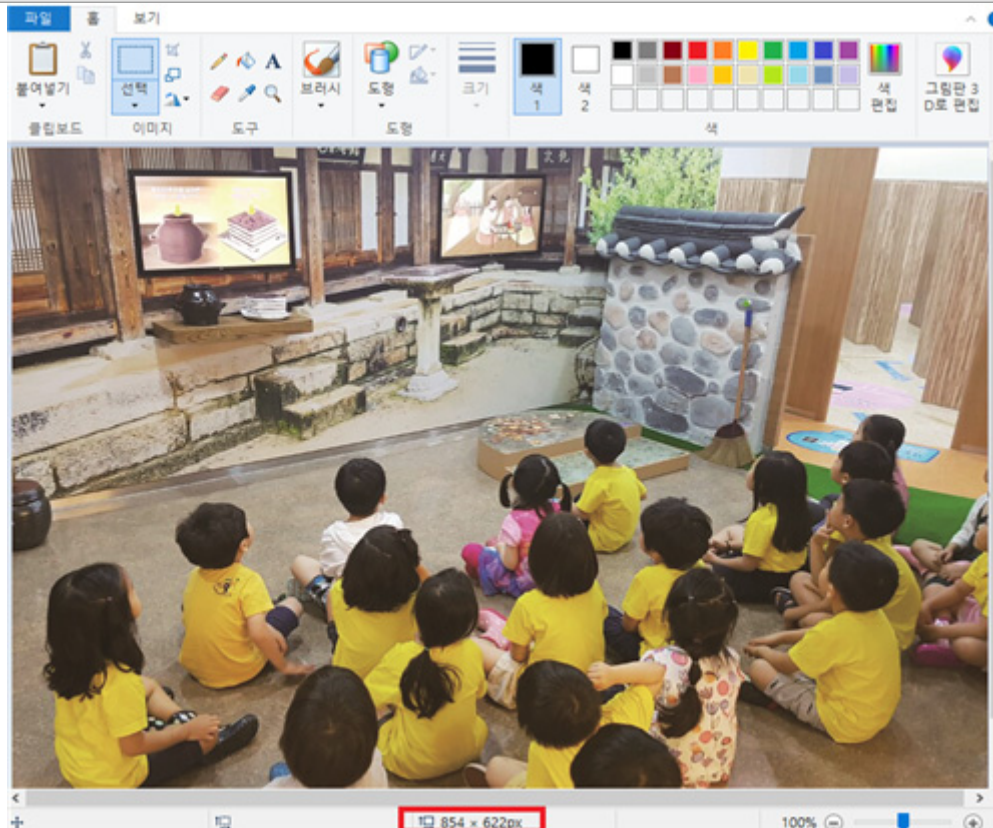 파일 홈 보기
붙여넣기
선택
A
브러시
도형
크기
색
1
색
2
색
편집
그림판 3
D로 편집
클립보드
이미지
도구
도형
색
854 × 622px
100%